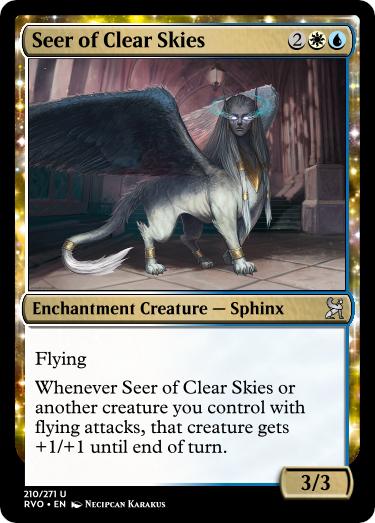 Seer of Clear Skies 2
Enchantment Creature — Sphinx
Flying
Whenever Seer of Clear Skies or
another creature you control with
flying attacks, that creature gets
+1/+1 until end of turn.
3/3
210/271 U
RVO • EN Necipcan Karakus